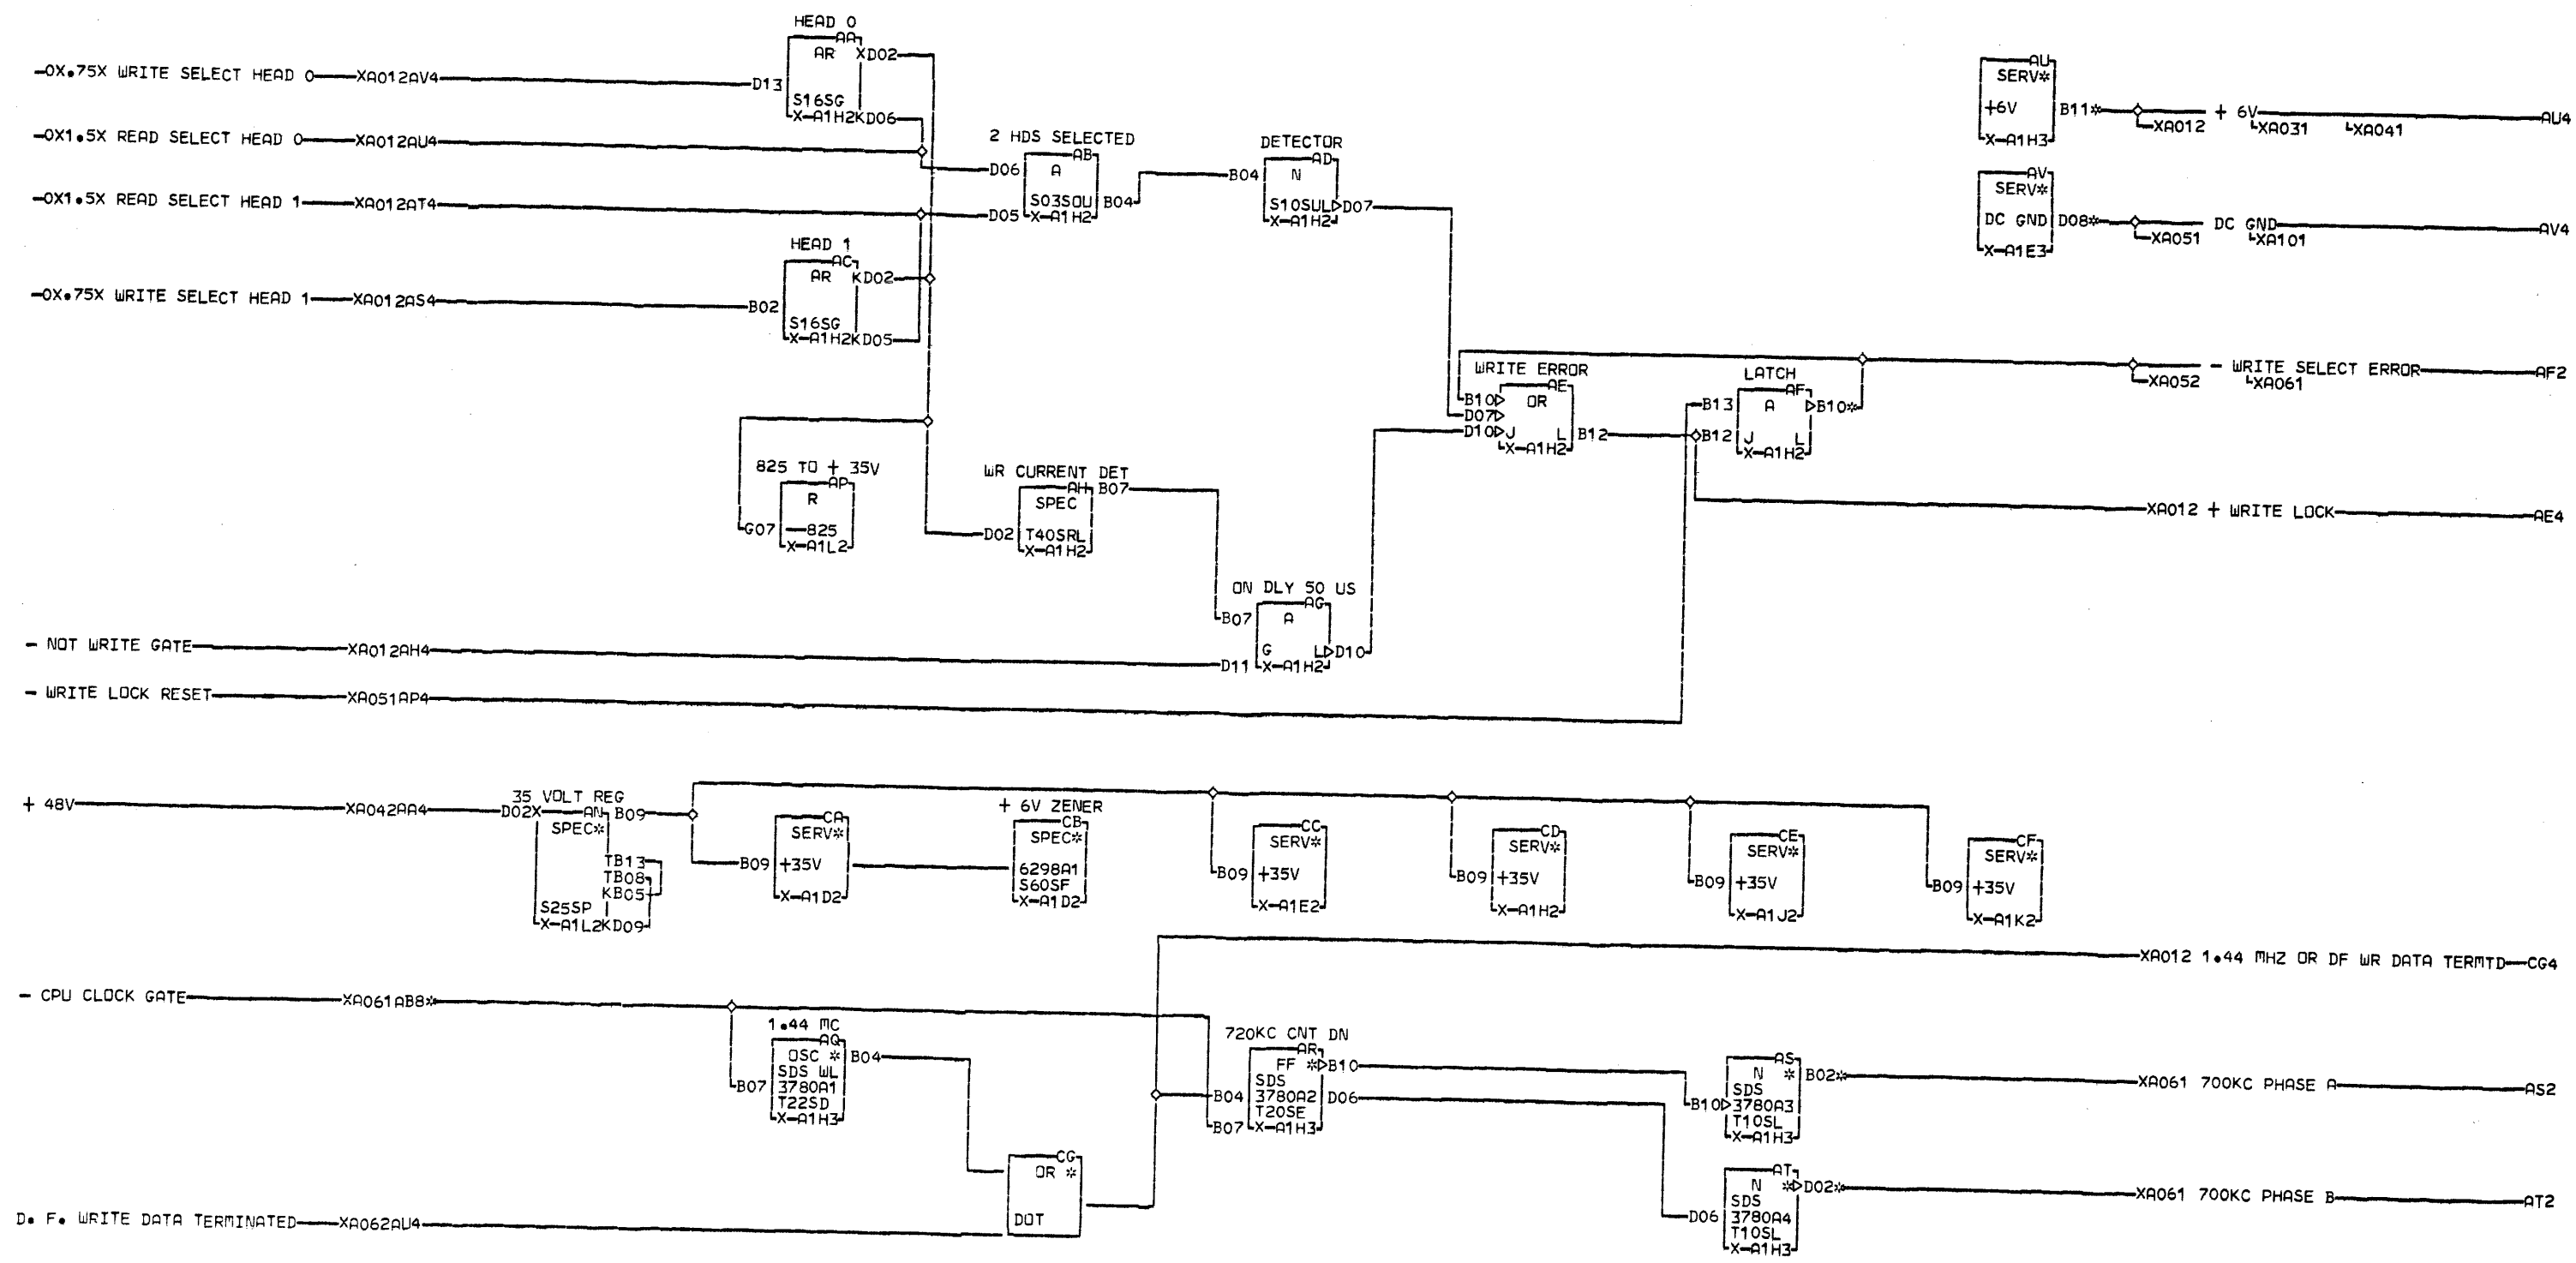 HEAD 0
AA
AR XD02
-0X.75X WRITE SELECT HEAD 0 XA012AV4 D13
S16SG
X-A1H2KD06
-0X1.5X READ SELECT HEAD 0 XA012AU4
2 HDS SELECTED
AB
D06 A
S03SOU B04
D05 X-A1H2
DETECTOR
AD
B04 N
S10SUL D07
X-A1H2
-0X1.5X READ SELECT HEAD 1 XA012AT4
HEAD 1
AC
AR KD02
-0X.75X WRITE SELECT HEAD 1 XA012AS4 B02
S16SG
X-A1H2KD05
AU
SERV*
+6V B11* XA012 + 6V XA031 XA041 AU4
X-A1H3
AV
SERV*
DC GND D08* XA051 DC GND XA101 AV4
X-A1E3
WRITE ERROR
AE
B10 OR
D07
D10 J L B12
X-A1H2
LATCH
AF
B13 A B10*
B12 J L
X-A1H2
XA052 - WRITE SELECT ERROR XA061 AF2
XA012 + WRITE LOCK AE4
825 TO + 35V
AP
R
G07 825
X-A1L2
WR CURRENT DET
AH B07
SPEC
D02 T40SRL
X-A1H2
ON DLY 50 US
AG
B07 A
G L D10
D11 X-A1H2
- NOT WRITE GATE XA012AH4
- WRITE LOCK RESET XA051AP4
35 VOLT REG
+ 48V XA042AA4 D02X AN B09
SPEC*
TB13
TB08
KB05
S25SP
X-A1L2KD09
CA
SERV*
B09 +35V
X-A1D2
+ 6V ZENER
CB
SPEC*
6298A1
S60SF
X-A1D2
CC
SERV*
B09 +35V
X-A1E2
CD
SERV*
B09 +35V
X-A1H2
CE
SERV*
B09 +35V
X-A1J2
CF
SERV*
B09 +35V
X-A1K2
XA012 1.44 MHZ OR DF WR DATA TERMTD CG4
- CPU CLOCK GATE XA061AB8*
1.44 MC
AQ
OSC * B04
SDS WL
B07 3780A1
T22SD
X-A1H3
720KC CNT DN
AR
FF * B10
SDS
B04 3780A2 D06
T20SE
B07 X-A1H3
AS
N * B02* XA061 700KC PHASE A AS2
SDS
B10 3780A3
T10SL
X-A1H3
CG
OR *
DOT
AT
N * D02* XA061 700KC PHASE B AT2
SDS
D06 3780A4
T10SL
X-A1H3
D. F. WRITE DATA TERMINATED XA062AU4